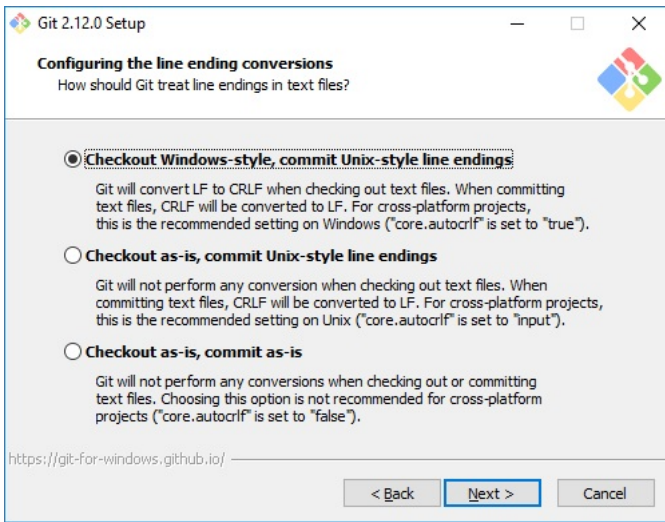 Git 2.12.0 Setup
Configuring the line ending conversions
How should Git treat line endings in text files?
Checkout Windows-style, commit Unix-style line endings
Git will convert LF to CRLF when checking out text files. When committing
text files, CRLF will be converted to LF. For cross-platform projects,
this is the recommended setting on Windows ("core.autocrlf" is set to "true").
Checkout as-is, commit Unix-style line endings
Git will not perform any conversion when checking out text files. When
committing text files, CRLF will be converted to LF. For cross-platform projects,
this is the recommended setting on Unix ("core.autocrlf" is set to "input").
Checkout as-is, commit as-is
Git will not perform any conversions when checking out or committing
text files. Choosing this option is not recommended for cross-platform
projects ("core.autocrlf" is set to "false").
https://git-for-windows.github.io/
< Back Next > Cancel